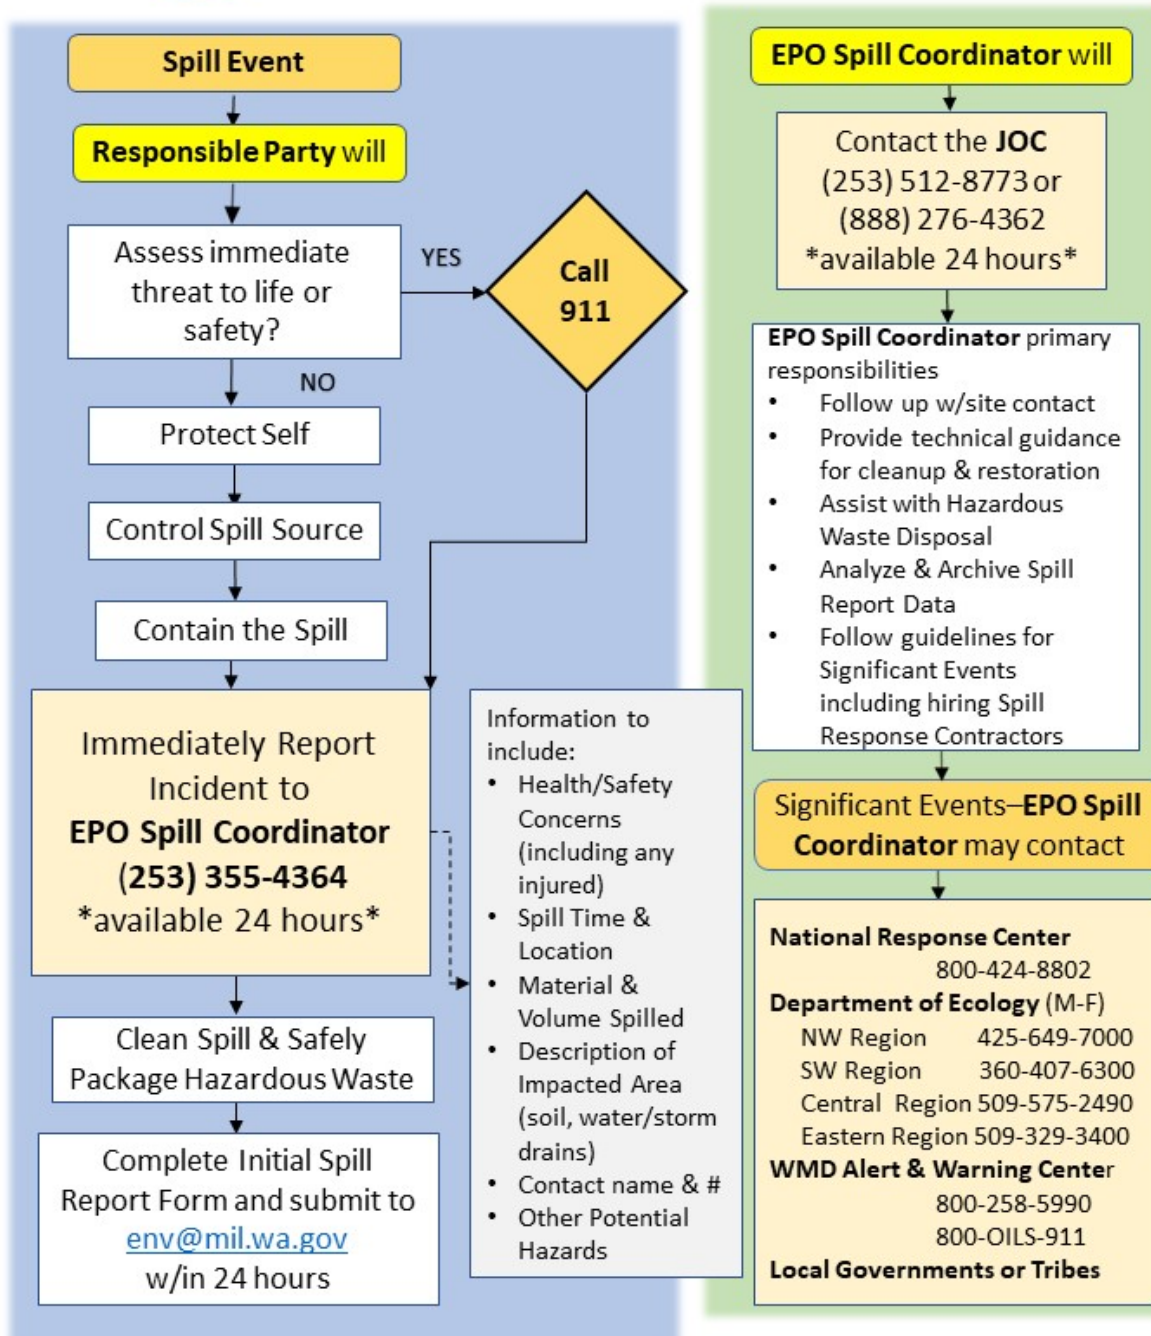 Spill Event
Responsible Party will
Assess immediate
threat to life or
safety?
YES
Call
911
NO
Protect Self
Control Spill Source
Contain the Spill
Immediately Report
Incident to
EPO Spill Coordinator
(253) 355-4364
*available 24 hours*
Clean Spill & Safely
Package Hazardous Waste
Complete Initial Spill
Report Form and submit to
env@mil.wa.gov
w/in 24 hours
Information to
include:
• Health/Safety
Concerns
(including any
injured)
• Spill Time &
Location
• Material &
Volume Spilled
• Description of
Impacted Area
(soil, water/storm
drains)
• Contact name & #
• Other Potential
Hazards
EPO Spill Coordinator will
Contact the JOC
(253) 512-8773 or
(888) 276-4362
*available 24 hours*
EPO Spill Coordinator primary
responsibilities
• Follow up w/site contact
• Provide technical guidance
for cleanup & restoration
• Assist with Hazardous
Waste Disposal
• Analyze & Archive Spill
Report Data
• Follow guidelines for
Significant Events
including hiring Spill
Response Contractors
Significant Events–EPO Spill
Coordinator may contact
National Response Center
800-424-8802
Department of Ecology (M-F)
NW Region 425-649-7000
SW Region 360-407-6300
Central Region 509-575-2490
Eastern Region 509-329-3400
WMD Alert & Warning Center
800-258-5990
800-OILS-911
Local Governments or Tribes